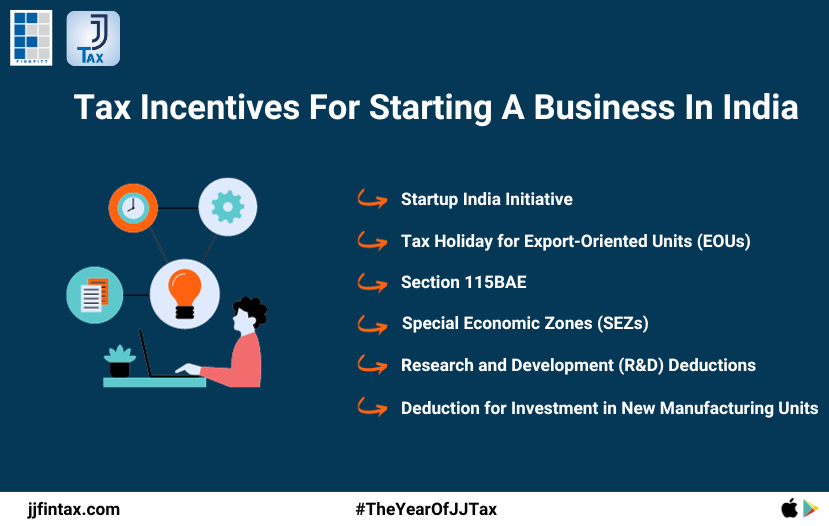 FINSPITT
J
TAX
Tax Incentives For Starting A Business In India
Startup India Initiative
Tax Holiday for Export-Oriented Units (EOUs)
Section 115BAE
Special Economic Zones (SEZs)
Research and Development (R&D) Deductions
Deduction for Investment in New Manufacturing Units
jjfintax.com
#TheYearOfJJTax